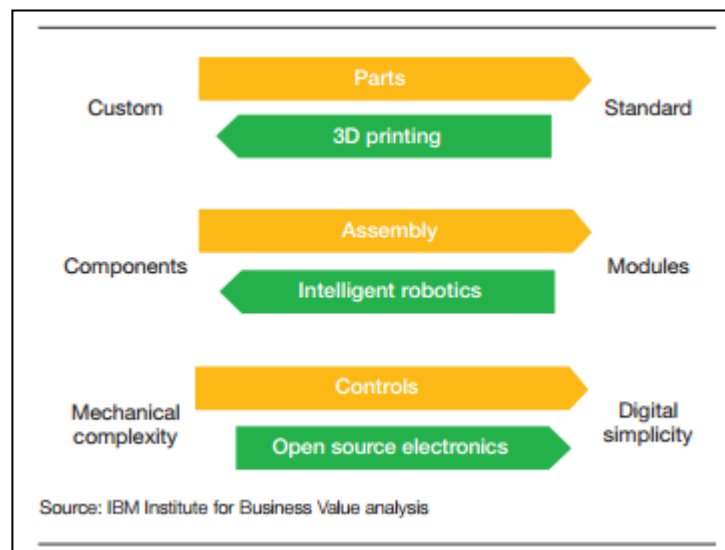 Parts
Custom
Standard
3D printing
Assembly
Components
Modules
Intelligent robotics
Controls
Mechanical
complexity
Digital
simplicity
Open source electronics
Source: IBM Institute for Business Value analysis